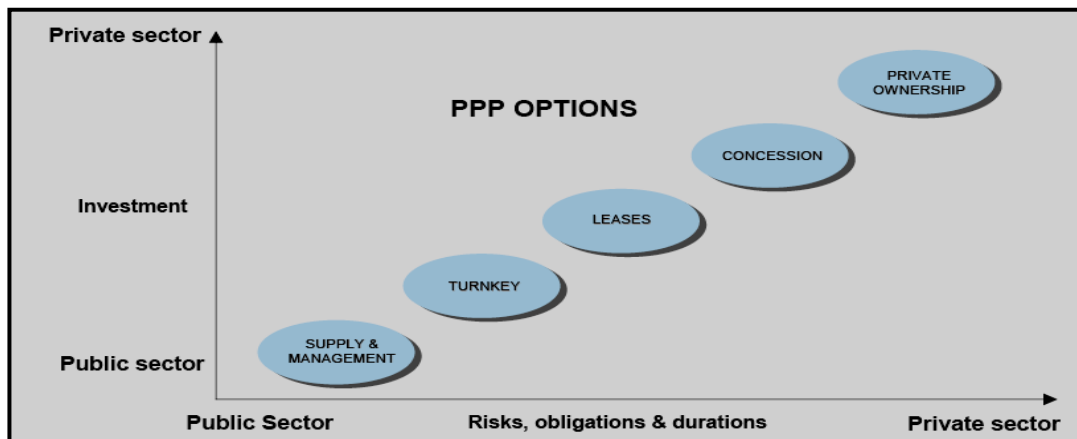 Private sector
PRIVATE
OWNERSHIP
PPP OPTIONS
CONCESSION
Investment
LEASES
TURNKEY
SUPPLY &
MANAGEMENT
Public sector
Public Sector
Risks, obligations & durations
Private sector